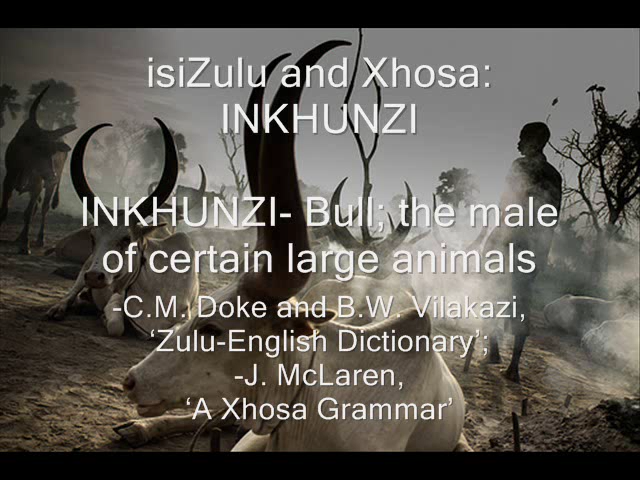 isiZulu and Xhosa:
INKHUNZI
INKHUNZI- Bull; the male
of certain large animals
-C.M. Doke and B.W. Vilakazi,
‘Zulu-English Dictionary’;
-J. McLaren,
‘A Xhosa Grammar’